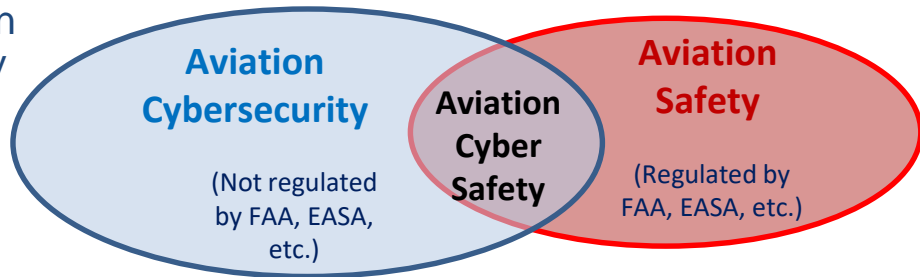 Aviation
Cybersecurity
(Not regulated
by FAA, EASA,
etc.)
Aviation
Cyber
Safety
Aviation
Safety
(Regulated by
FAA, EASA, etc.)